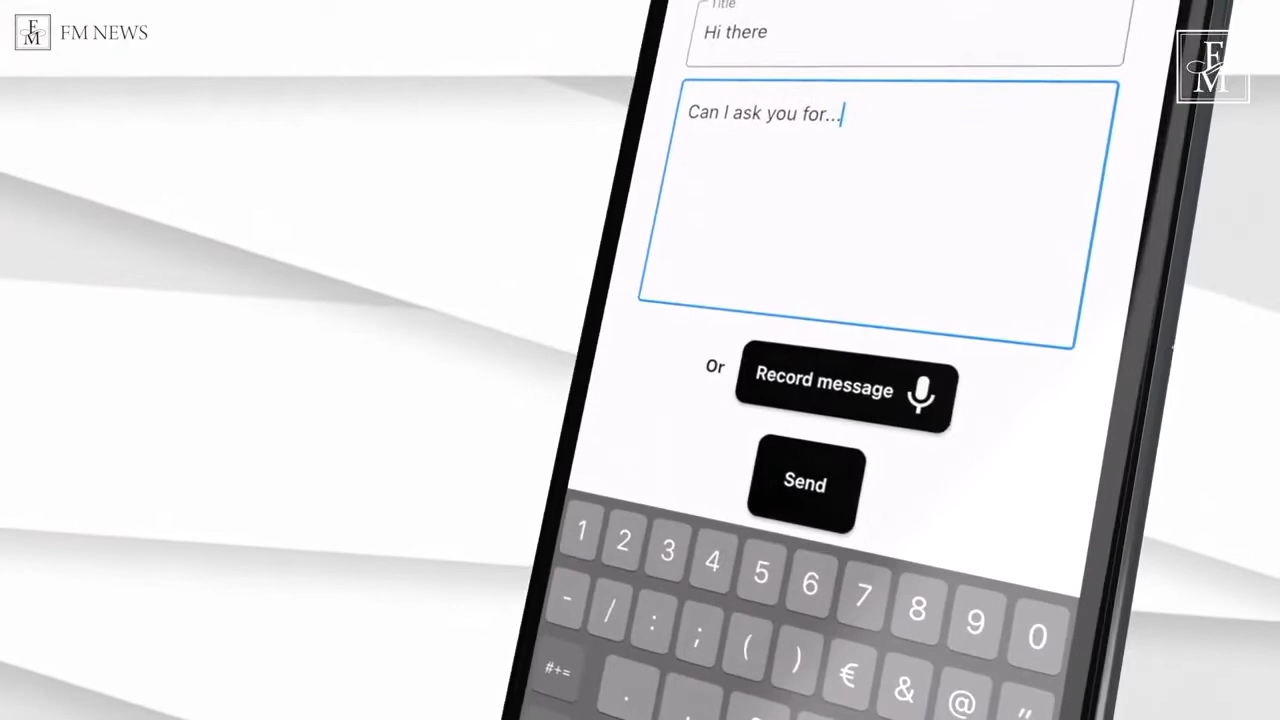 FM NEWS
FM
Title
Hi there
Can I ask you for...
Or
Record message
Send
1 2 3 4 5 6 7 8 9 0
- / : ; ( ) € & @ "
#+= .